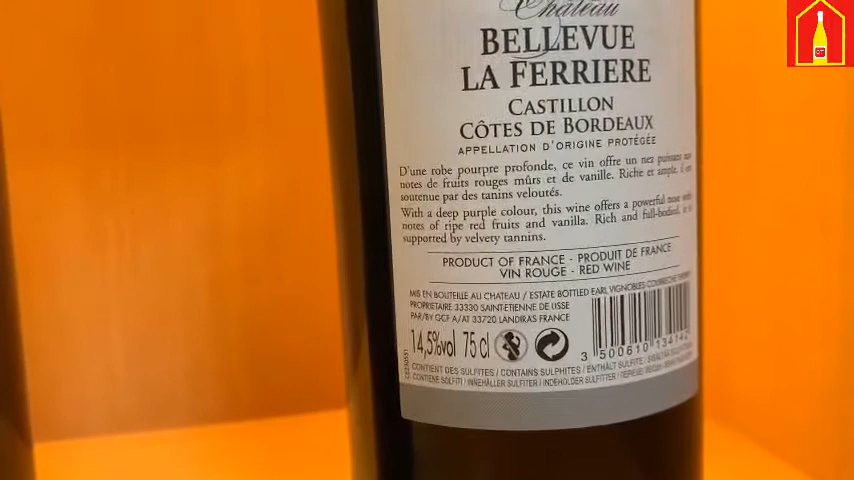 Château
BELLEVUE
LA FERRIERE
CASTILLON
CÔTES DE BORDEAUX
APPELLATION D'ORIGINE PROTÉGÉE
D'une robe pourpre profonde, ce vin offre un nez puissant aux
notes de fruits rouges mûrs et de vanille. Riche et ample, il est
soutenue par des tanins veloutés.
With a deep purple colour, this wine offers a powerful nose with
notes of ripe red fruits and vanilla. Rich and full-bodied, it is
supported by velvety tannins.
PRODUCT OF FRANCE - PRODUIT DE FRANCE
VIN ROUGE - RED WINE
MIS EN BOUTEILLE AU CHATEAU / ESTATE BOTTLED EARL VIGNOBLES
PROPRIETAIRE 33330 SAINT-ETIENNE DE LISSE
PAR/BY GCF A/AT 33720 LANDIRAS FRANCE
14,5%vol 75 cl
3 500610 134142
CONTIENT DES SULFITES / CONTAINS SULPHITES / ENTHÄLT SULFITE /
CONTIENE SOLFITI / INNEHÅLLER SULFITER / INDEHOLDER SULFITTER /